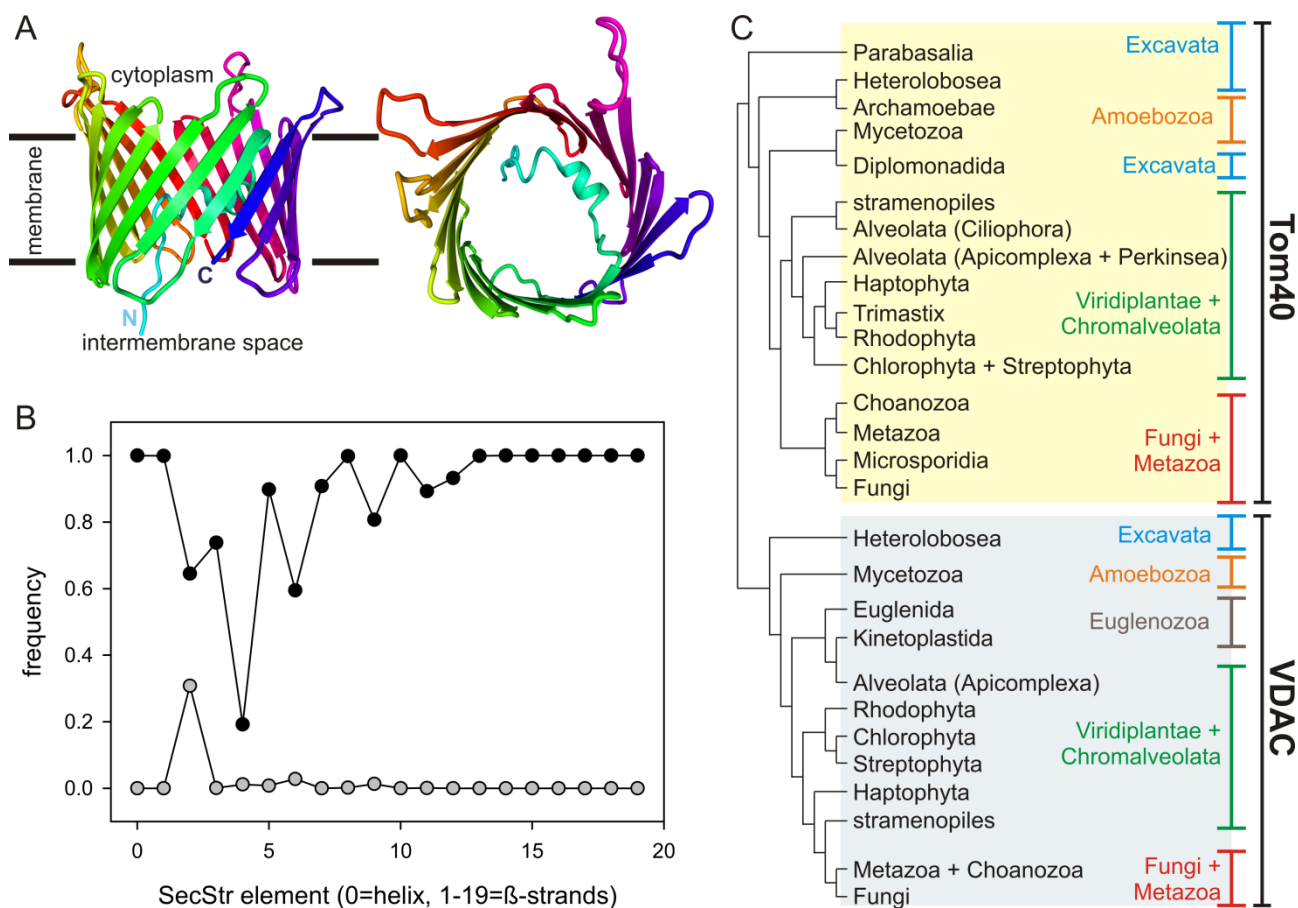 A
cytoplasm
membrane
C
N
intermembrane space
B
1.0
0.8
0.6
0.4
0.2
0.0
frequency
0
5
10
15
20
SecStr element (0=helix, 1-19=ß-strands)
C
Parabasalia
Heterolobosea
Archamoebae
Mycetozoa
Diplomonadida
stramenopiles
Alveolata (Ciliophora)
Alveolata (Apicomplexa + Perkinsea)
Haptophyta
Trimastix
Rhodophyta
Chlorophyta + Streptophyta
Choanozoa
Metazoa
Microsporidia
Fungi
Excavata
Amoebozoa
Excavata
Viridiplantae +
Chromalveolata
Fungi +
Metazoa
Tom40
Heterolobosea
Mycetozoa
Euglenida
Kinetoplastida
Alveolata (Apicomplexa)
Rhodophyta
Chlorophyta
Streptophyta
Haptophyta
stramenopiles
Metazoa + Choanozoa
Fungi
Excavata
Amoebozoa
Euglenozoa
Viridiplantae +
Chromalveolata
Fungi +
Metazoa
VDAC